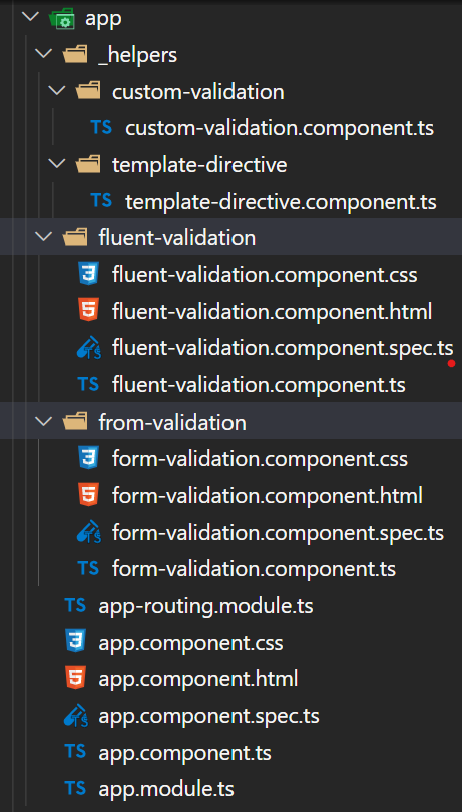 app
_helpers
custom-validation
TS custom-validation.component.ts
template-directive
TS template-directive.component.ts
fluent-validation
3 fluent-validation.component.css
5 fluent-validation.component.html
TS fluent-validation.component.spec.ts
TS fluent-validation.component.ts
from-validation
3 form-validation.component.css
5 form-validation.component.html
TS form-validation.component.spec.ts
TS form-validation.component.ts
TS app-routing.module.ts
3 app.component.css
5 app.component.html
TS app.component.spec.ts
TS app.component.ts
TS app.module.ts